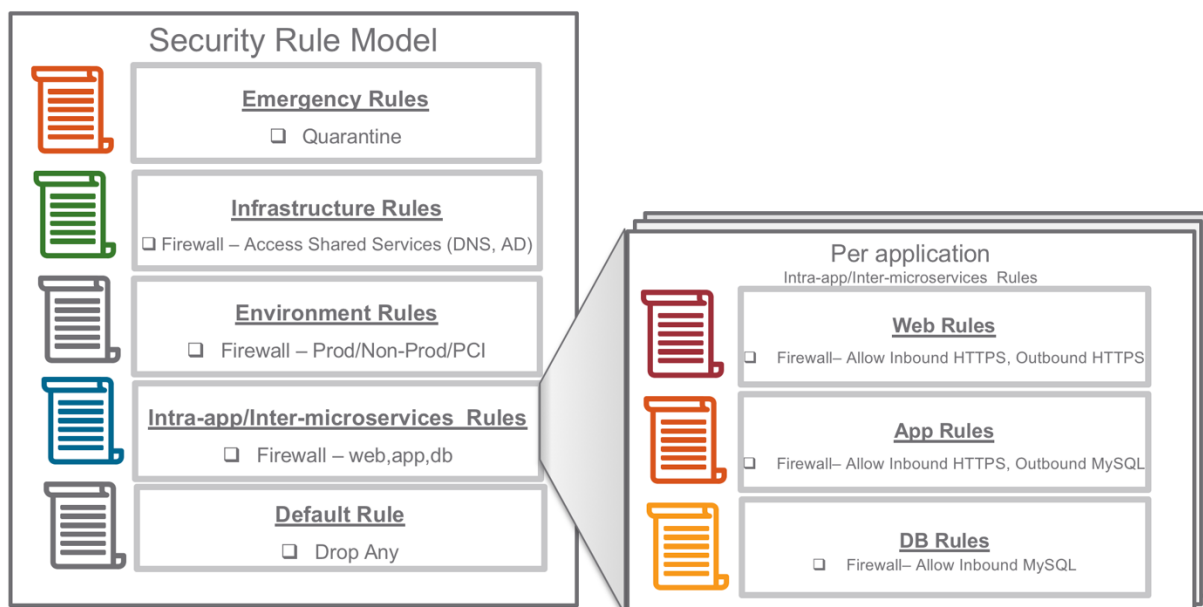 Security Rule Model
Emergency Rules
❑ Quarantine
Infrastructure Rules
❑ Firewall – Access Shared Services (DNS, AD)
Environment Rules
❑ Firewall – Prod/Non-Prod/PCI
Intra-app/Inter-microservices Rules
❑ Firewall – web,app,db
Default Rule
❑ Drop Any
Per application
Intra-app/Inter-microservices Rules
Web Rules
❑ Firewall– Allow Inbound HTTPS, Outbound HTTPS
App Rules
❑ Firewall– Allow Inbound HTTPS, Outbound MySQL
DB Rules
❑ Firewall– Allow Inbound MySQL